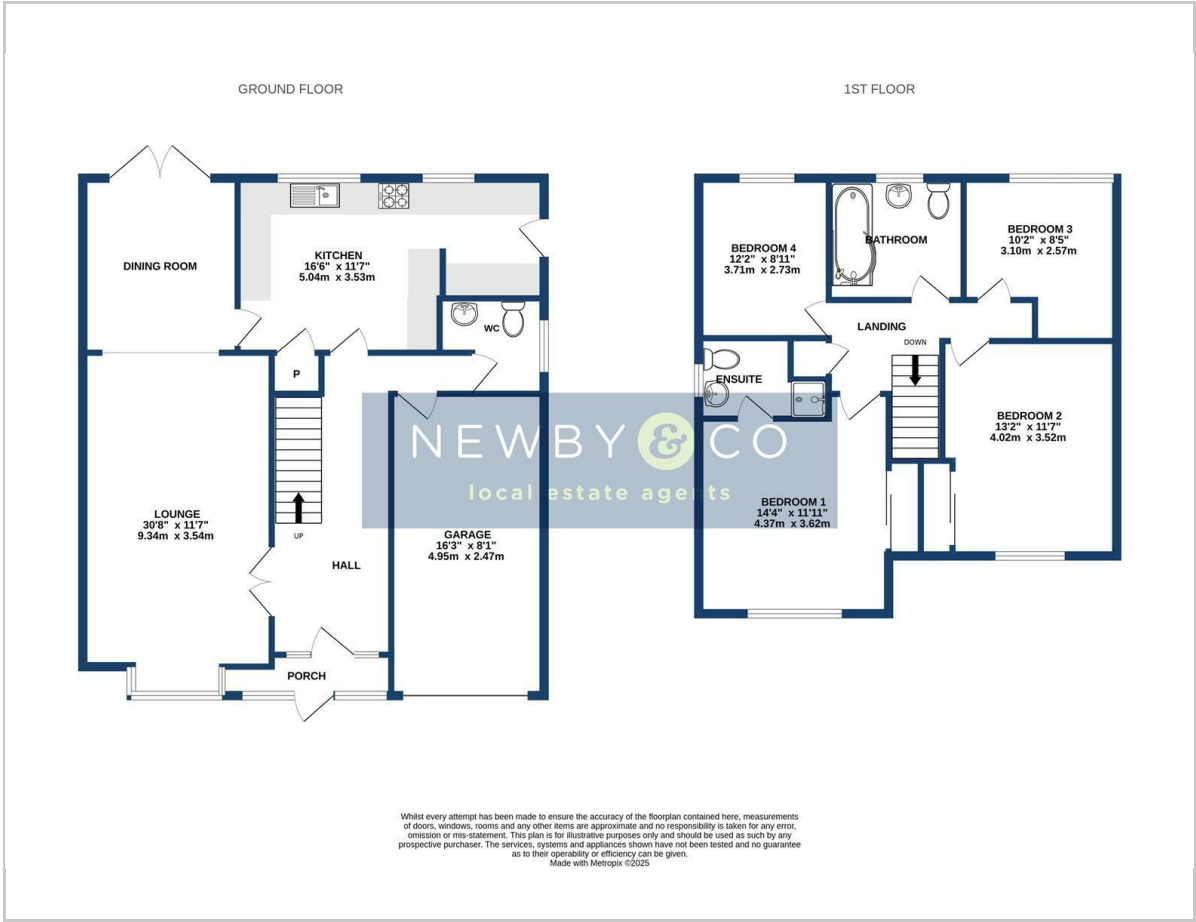 GROUND FLOOR
1ST FLOOR
DINING ROOM
KITCHEN
16'6" x 11'7"
5.04m x 3.53m
WC
P
LOUNGE
30'8" x 11'7"
9.34m x 3.54m
UP
HALL
GARAGE
16'3" x 8'1"
4.95m x 2.47m
PORCH
BEDROOM 4
12'2" x 8'11"
3.71m x 2.73m
BATHROOM
BEDROOM 3
10'2" x 8'5"
3.10m x 2.57m
LANDING
DOWN
ENSUITE
BEDROOM 2
13'2" x 11'7"
4.02m x 3.52m
BEDROOM 1
14'4" x 11'11"
4.37m x 3.62m
NEWBY & CO
local estate agents
Whilst every attempt has been made to ensure the accuracy of the floorplan contained here, measurements
of doors, windows, rooms and any other items are approximate and no responsibility is taken for any error,
omission or mis-statement. This plan is for illustrative purposes only and should be used as such by any
prospective purchaser. The services, systems and appliances shown have not been tested and no guarantee
as to their operability or efficiency can be given.
Made with Metropix ©2025